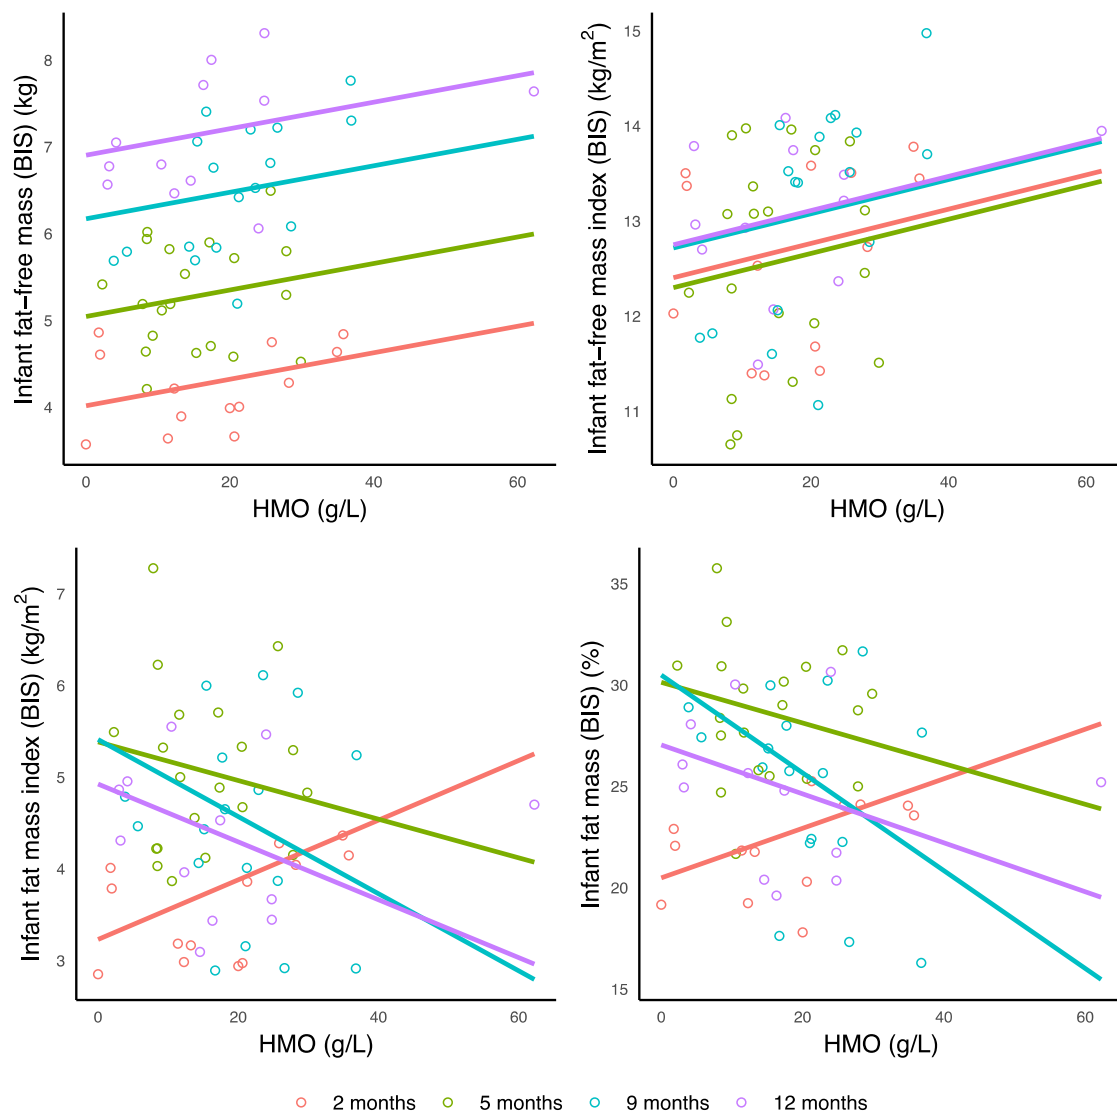 Infant fat−free mass (BIS) (kg)
8
7
6
5
4
0 20 40 60
HMO (g/L)
Infant fat−free mass index (BIS) (kg/m²)
15
14
13
12
11
0 20 40 60
HMO (g/L)
Infant fat mass index (BIS) (kg/m²)
7
6
5
4
3
0 20 40 60
HMO (g/L)
Infant fat mass (BIS) (%)
35
30
25
20
15
0 20 40 60
HMO (g/L)
2 months 5 months 9 months 12 months